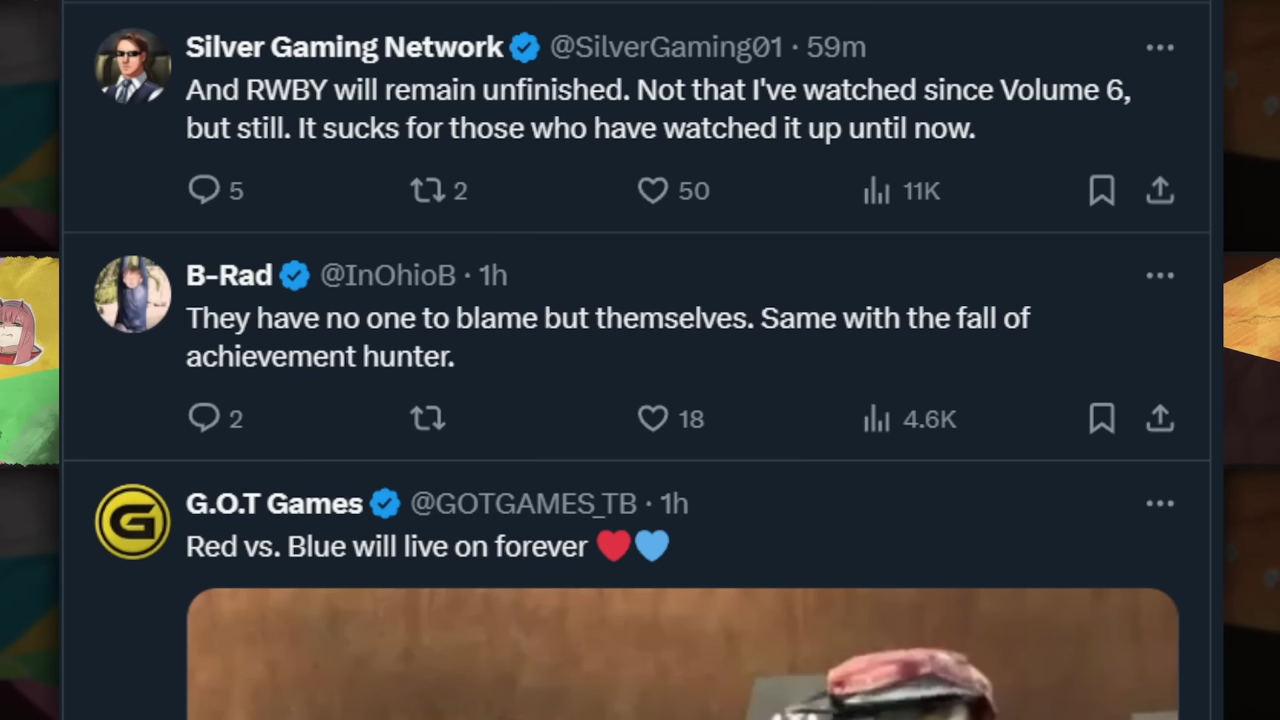 Silver Gaming Network @SilverGaming01 · 59m
And RWBY will remain unfinished. Not that I've watched since Volume 6,
but still. It sucks for those who have watched it up until now.
5 2 50 11K
B-Rad @InOhioB · 1h
They have no one to blame but themselves. Same with the fall of
achievement hunter.
2 18 4.6K
G.O.T Games @GOTGAMES_TB · 1h
Red vs. Blue will live on forever ❤️💙